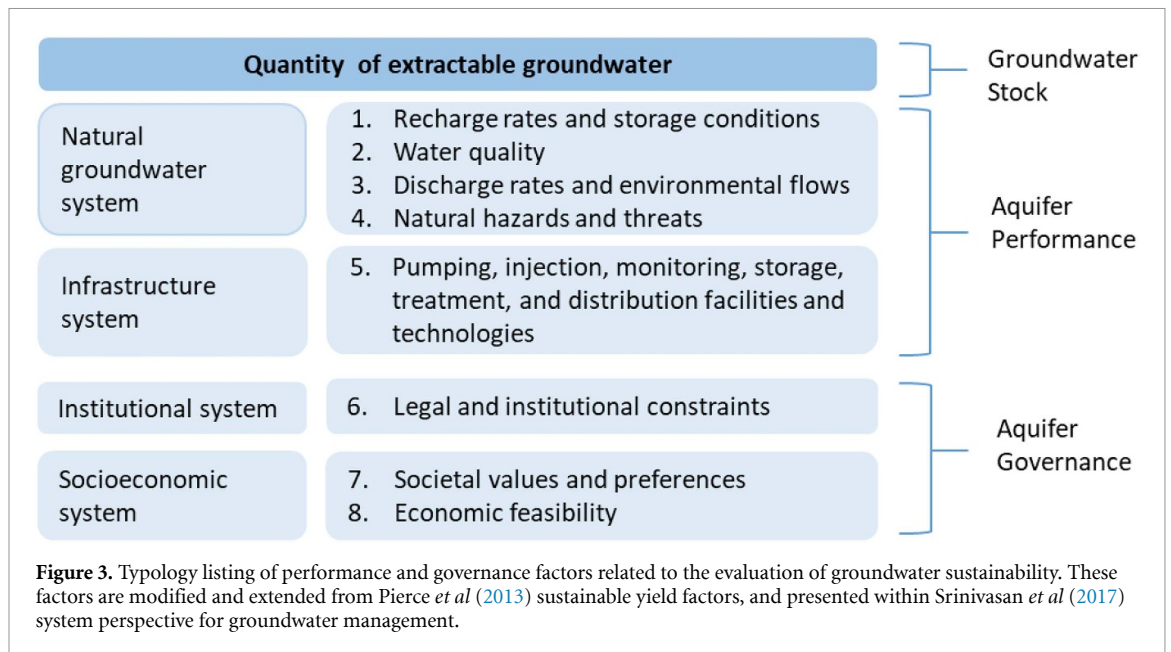 Quantity of extractable groundwater
Groundwater
Stock
Natural
groundwater
system
1. Recharge rates and storage conditions
2. Water quality
3. Discharge rates and environmental flows
4. Natural hazards and threats
Aquifer
Performance
Infrastructure
system
5. Pumping, injection, monitoring, storage,
treatment, and distribution facilities and
technologies
Institutional system
6. Legal and institutional constraints
Aquifer
Governance
Socioeconomic
system
7. Societal values and preferences
8. Economic feasibility
Figure 3. Typology listing of performance and governance factors related to the evaluation of groundwater sustainability. These
factors are modified and extended from Pierce et al (2013) sustainable yield factors, and presented within Srinivasan et al (2017)
system perspective for groundwater management.